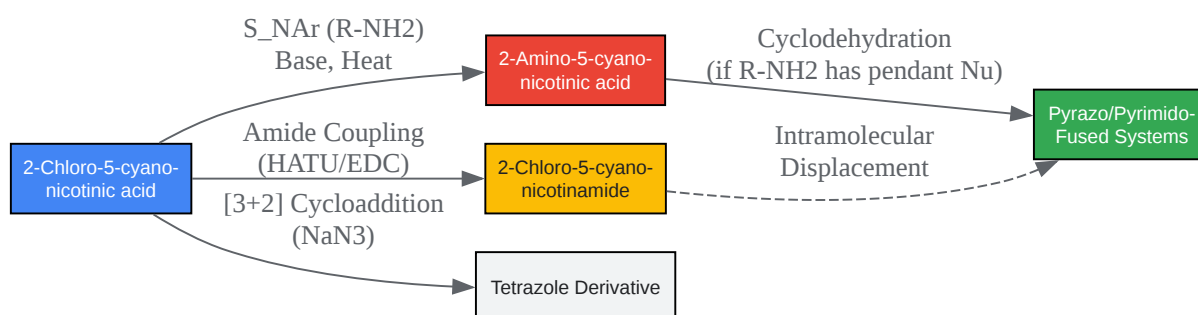 S_NAr (R-NH2)
Base, Heat
2-Amino-5-cyano-
nicotinic acid
Cyclodehydration
(if R-NH2 has pendant Nu)
Pyrazo/Pyrimido-
Fused Systems
2-Chloro-5-cyano-
nicotinic acid
Amide Coupling
(HATU/EDC)
2-Chloro-5-cyano-
nicotinamide
Intramolecular
Displacement
[3+2] Cycloaddition
(NaN3)
Tetrazole Derivative